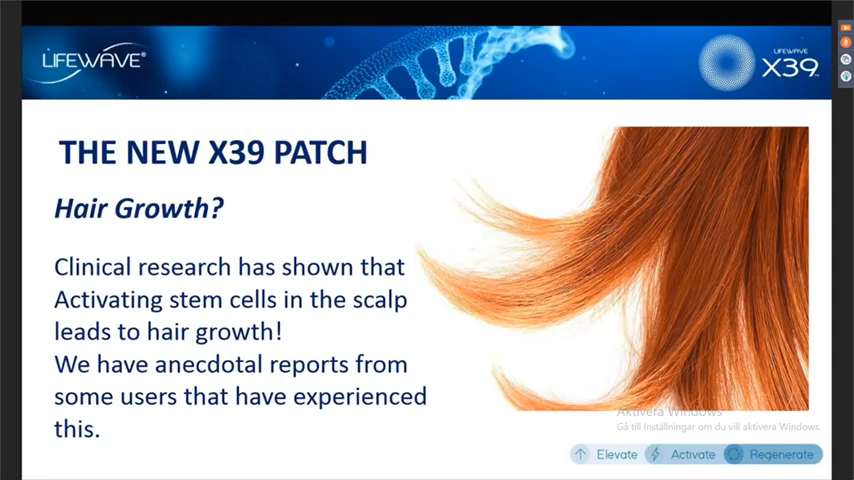 LIFEWAVE®
LIFEWAVE
X39™
THE NEW X39 PATCH
Hair Growth?
Clinical research has shown that
Activating stem cells in the scalp
leads to hair growth!
We have anecdotal reports from
some users that have experienced
this.
Aktivera Windows
Gå till Inställningar om du vill aktivera Windows.
Elevate
Activate
Regenerate